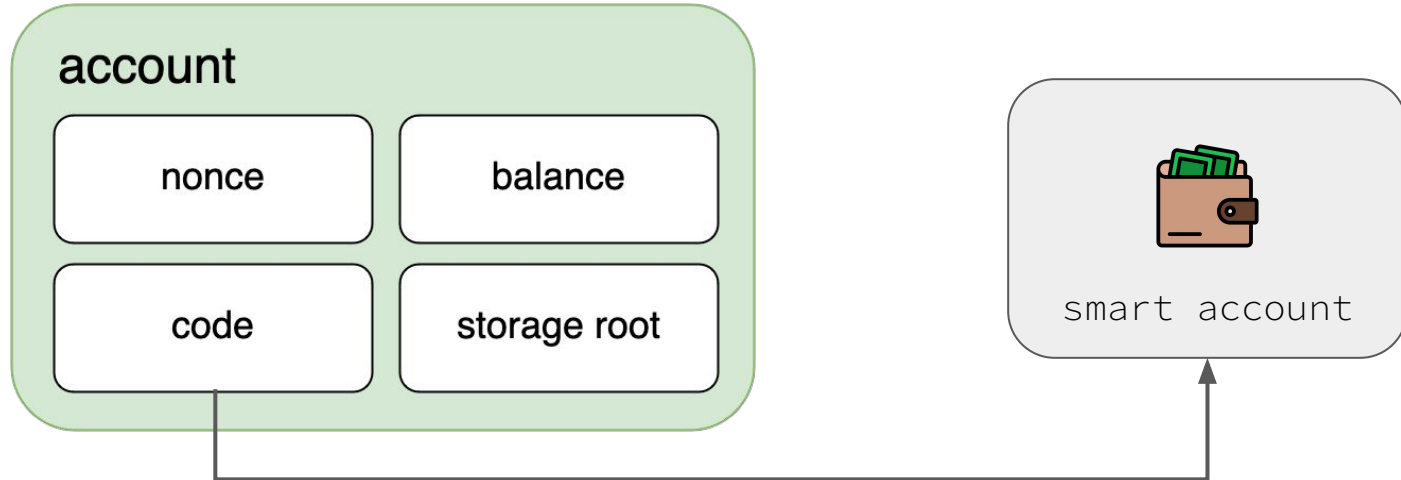 account
nonce
balance
code
storage root
smart account